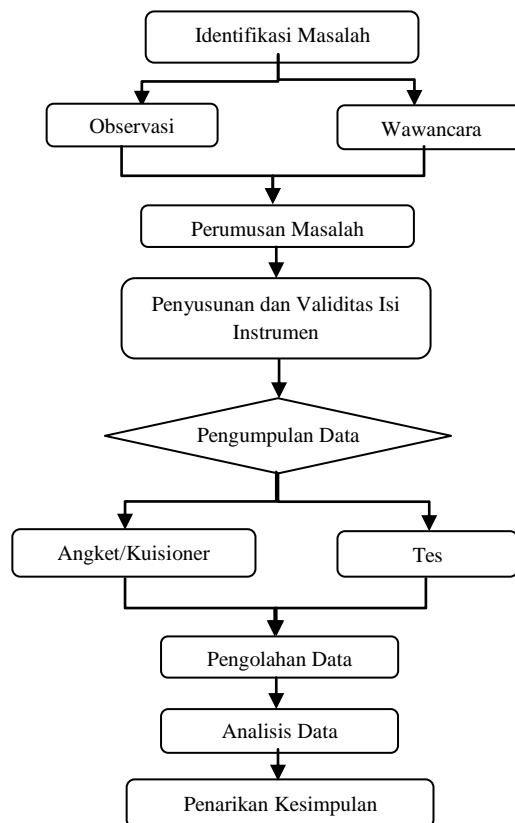 Identifikasi Masalah
Observasi
Wawancara
Perumusan Masalah
Penyusunan dan Validitas Isi
Instrumen
Pengumpulan Data
Angket/Kuisioner
Tes
Pengolahan Data
Analisis Data
Penarikan Kesimpulan